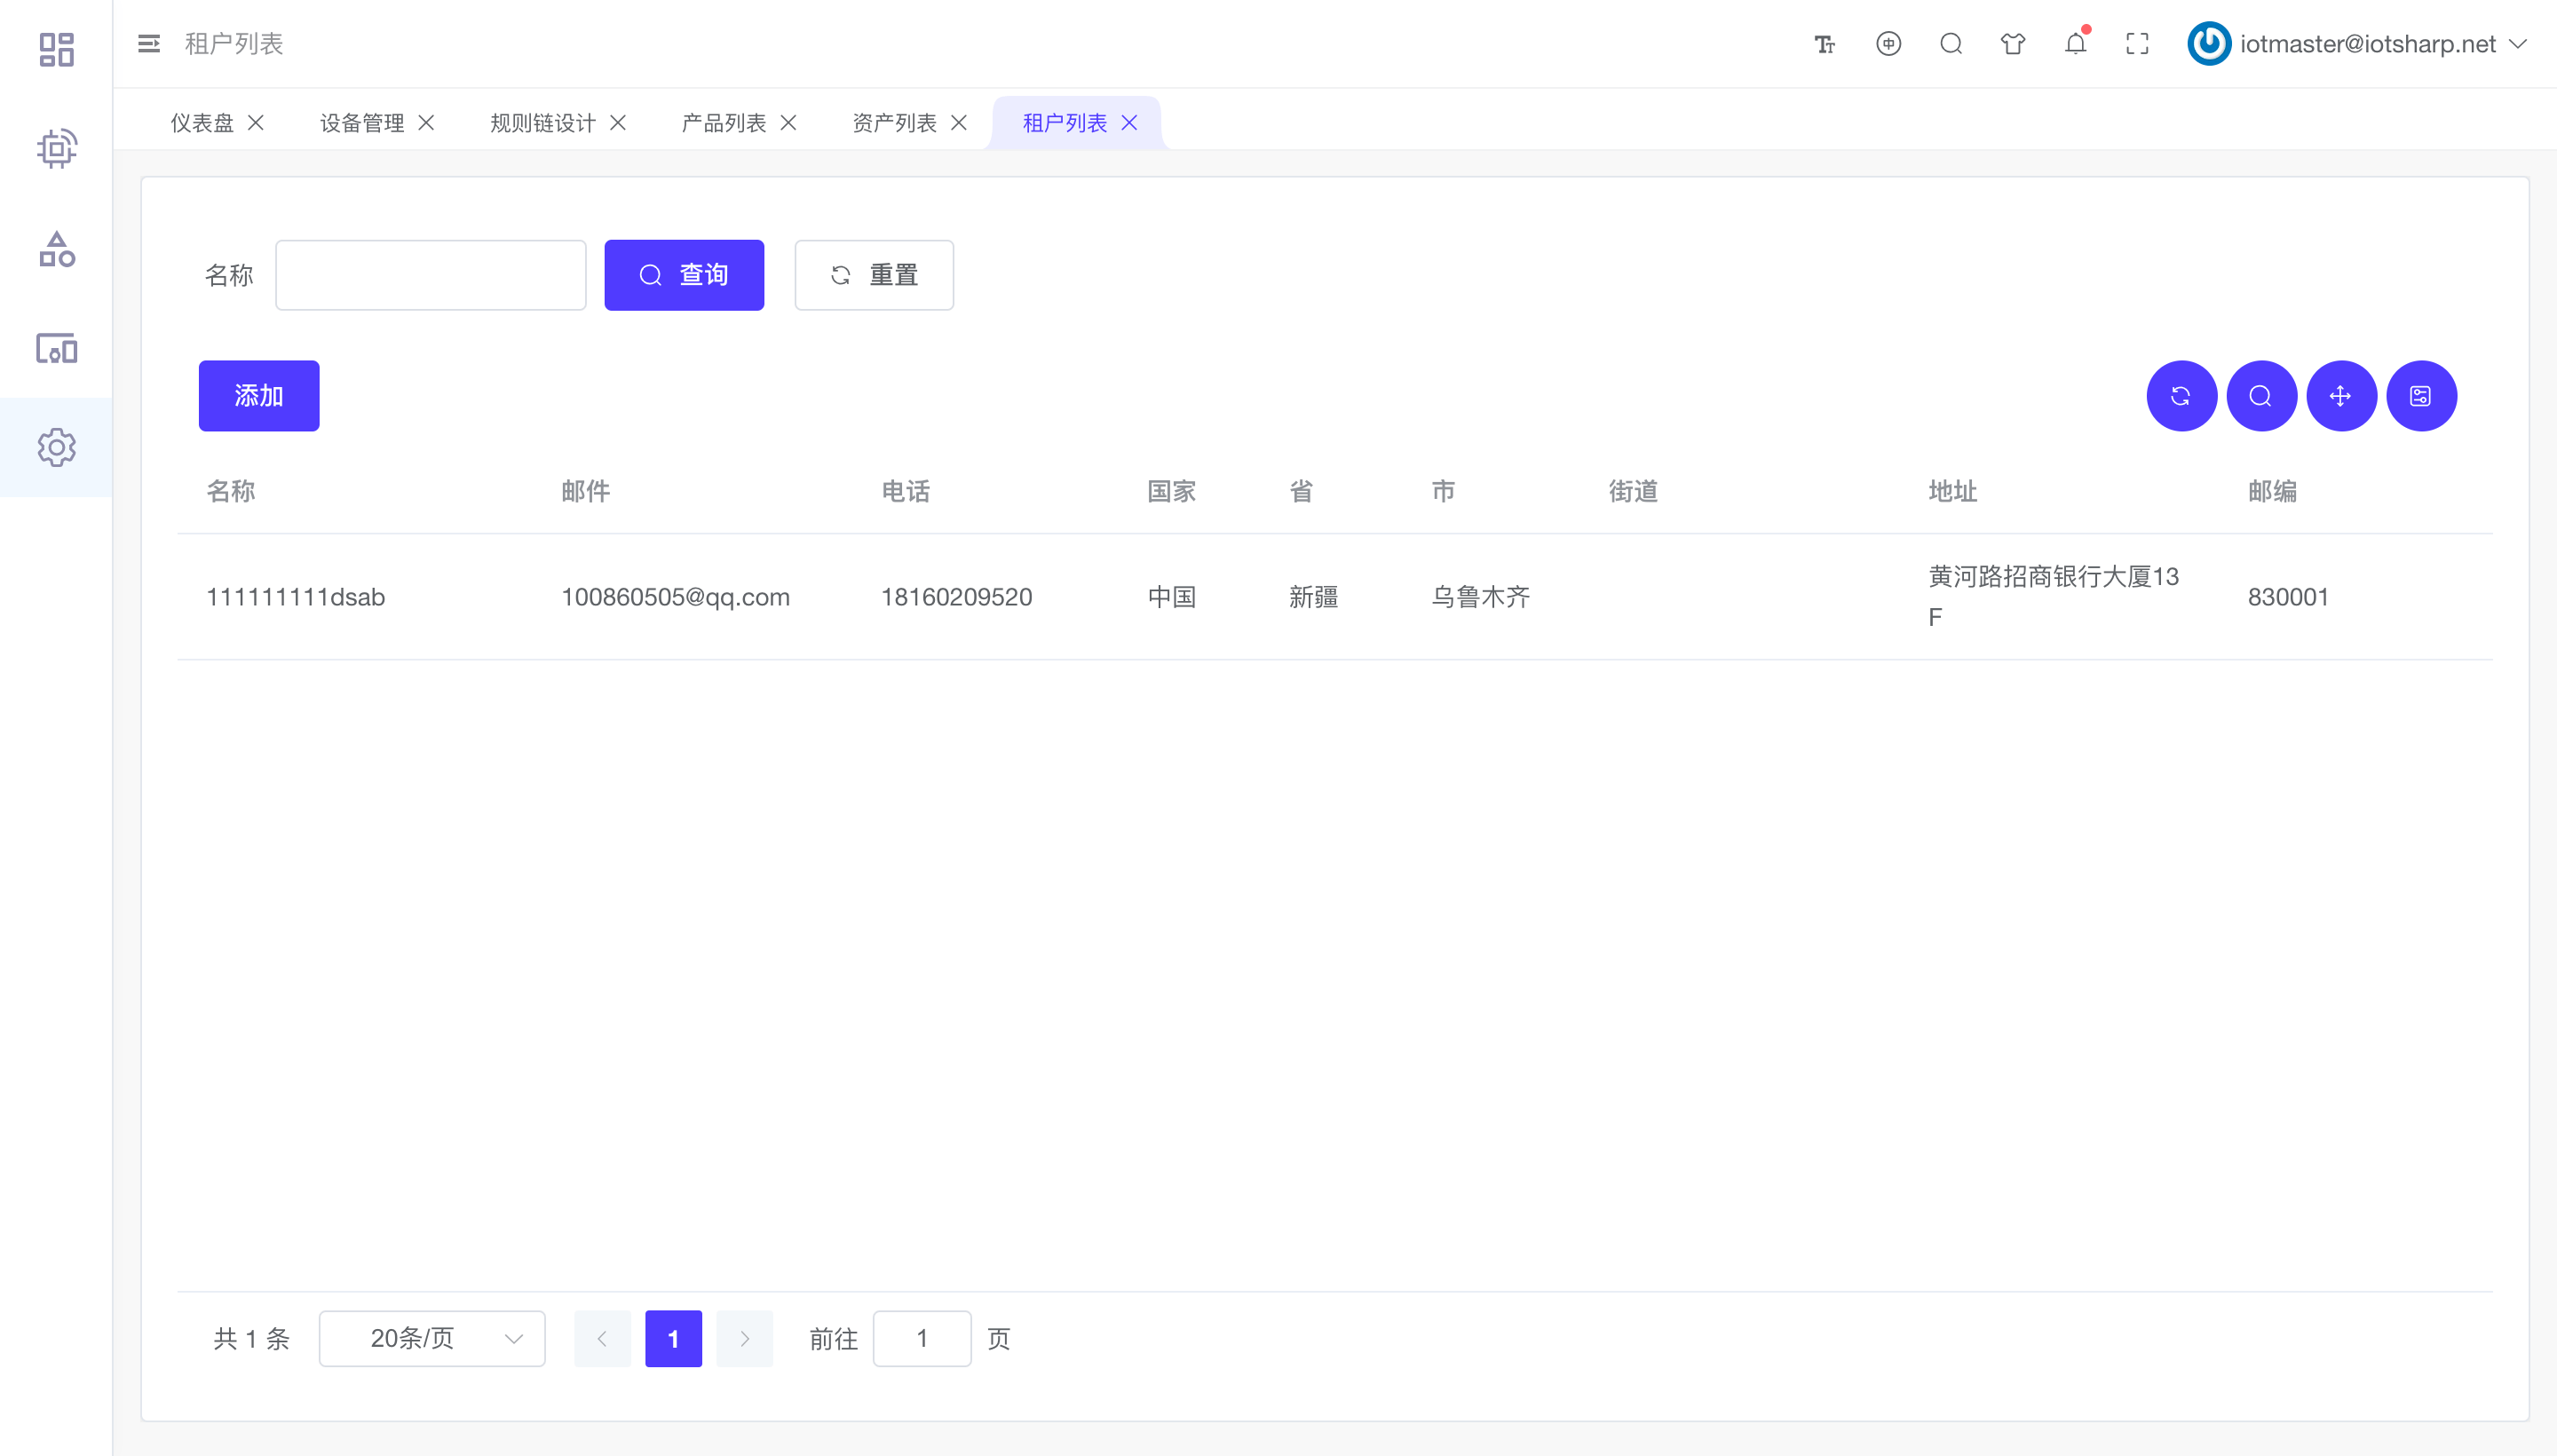 租户列表
iotmaster@iotsharp.net
仪表盘 设备管理 规则链设计 产品列表 资产列表 租户列表
名称 查询 重置
添加
名称 邮件 电话 国家 省 市 街道 地址 邮编
111111111dsab 100860505@qq.com 18160209520 中国 新疆 乌鲁木齐 黄河路招商银行大厦13
F 830001
共 1 条 20条/页 1 前往 1 页